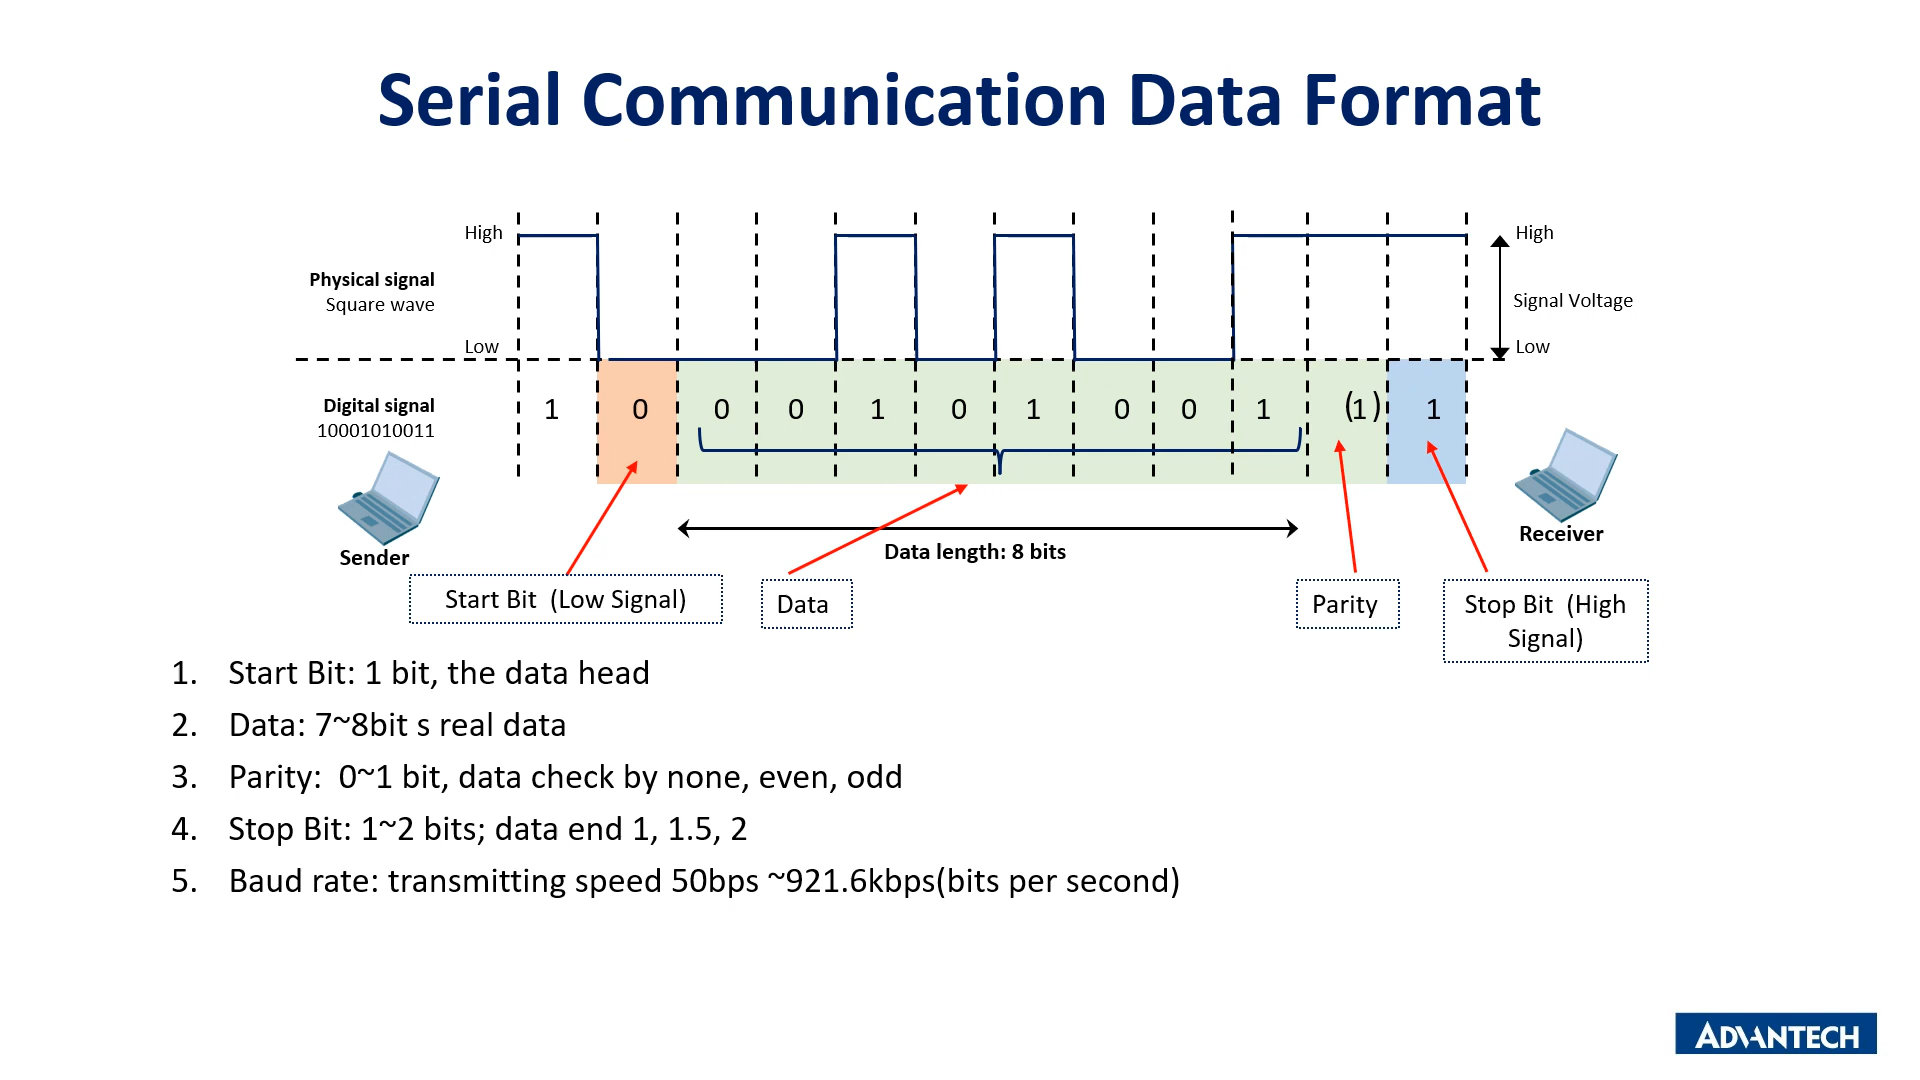 Serial Communication Data Format
High
High
Physical signal
Square wave
Signal Voltage
Low
Low
Digital signal
10001010011
1 0 0 0 1 0 1 0 0 1 (1) 1
Sender
Receiver
Data length: 8 bits
Start Bit (Low Signal)
Data
Parity
Stop Bit (High
Signal)
1. Start Bit: 1 bit, the data head
2. Data: 7~8bit s real data
3. Parity: 0~1 bit, data check by none, even, odd
4. Stop Bit: 1~2 bits; data end 1, 1.5, 2
5. Baud rate: transmitting speed 50bps ~921.6kbps(bits per second)
ADVANTECH